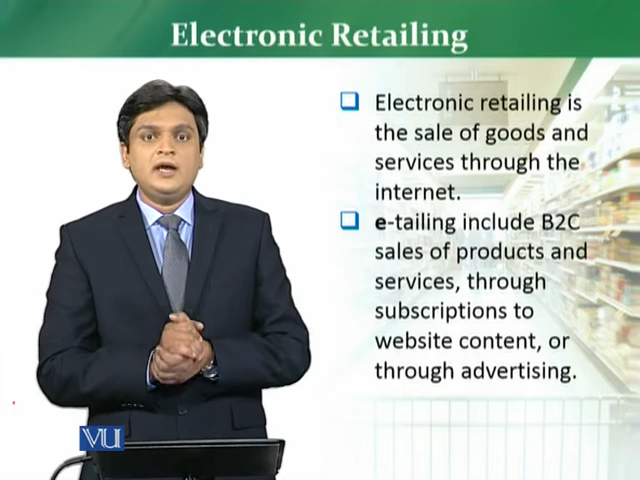 Electronic Retailing
Electronic retailing is
the sale of goods and
services through the
internet.
e-tailing include B2C
sales of products and
services, through
subscriptions to
website content, or
through advertising.
VU